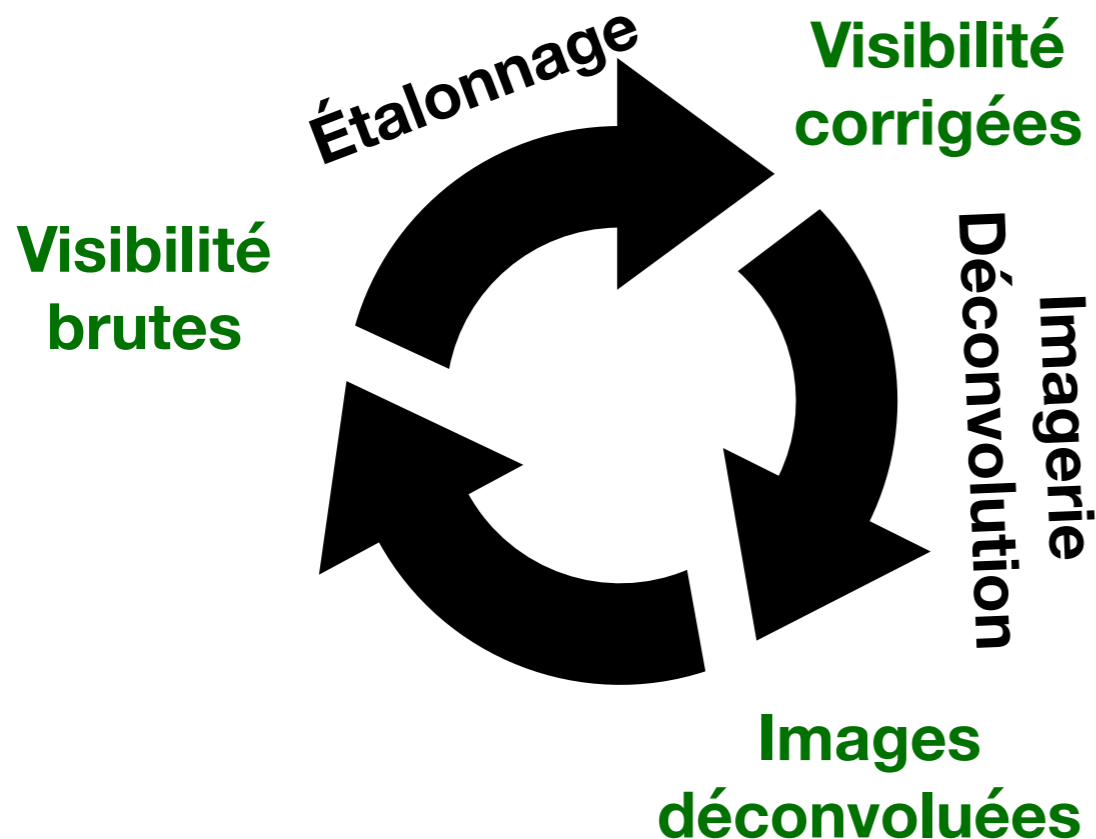 Étalonnage
Visibilité
corrigées
Visibilité
brutes
Imagerie
Déconvolution
Images
déconvoluées